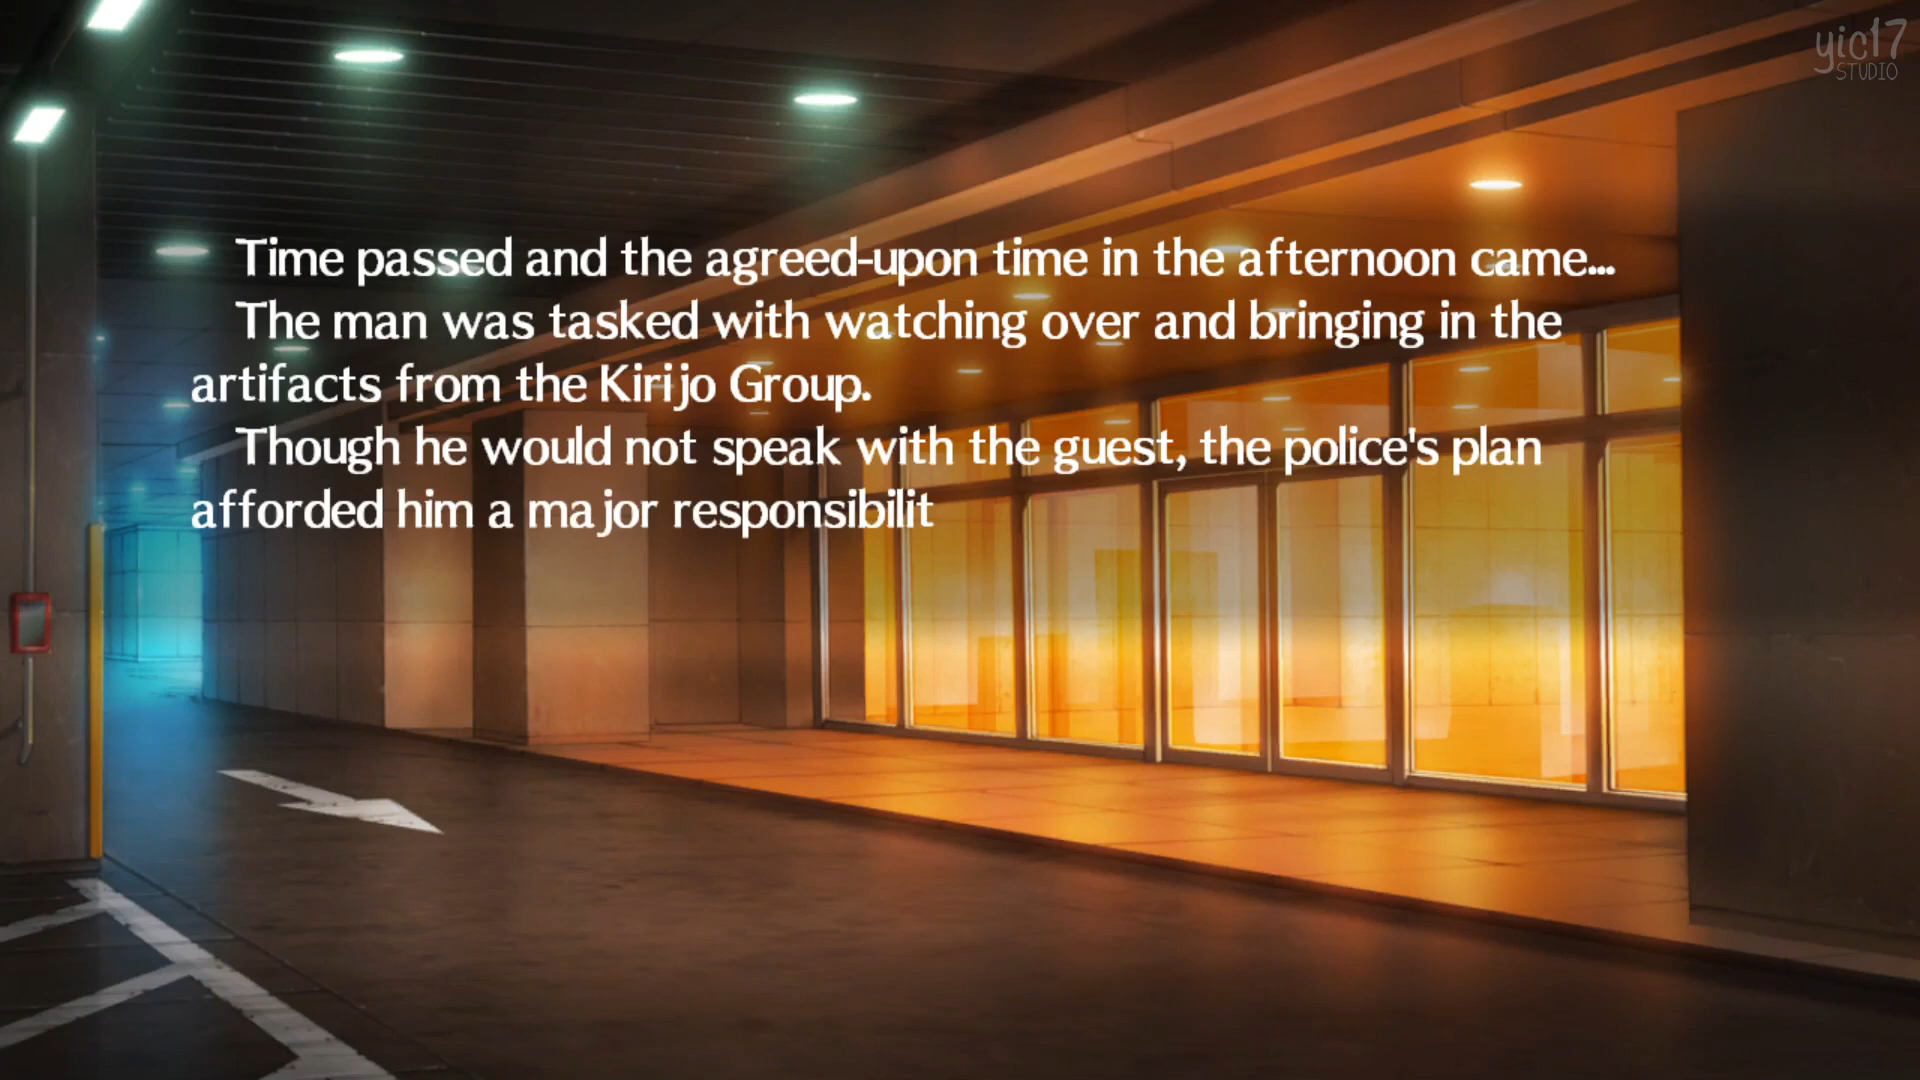 yic17
STUDIO
Time passed and the agreed-upon time in the afternoon came...
The man was tasked with watching over and bringing in the
artifacts from the Kirijo Group.
Though he would not speak with the guest, the police's plan
afforded him a major responsibilit